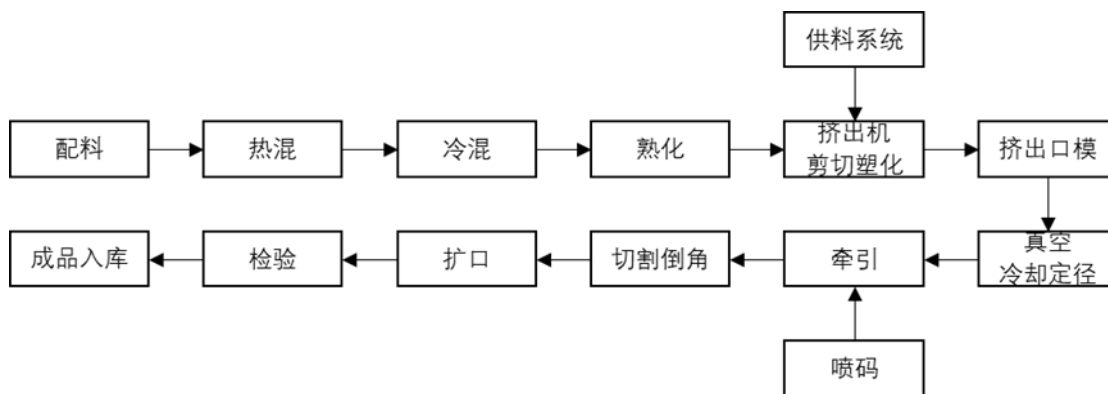 供料系统
配料
热混
冷混
熟化
挤出机
剪切塑化
挤出口模
成品入库
检验
扩口
切割倒角
牵引
真空
冷却定径
喷码